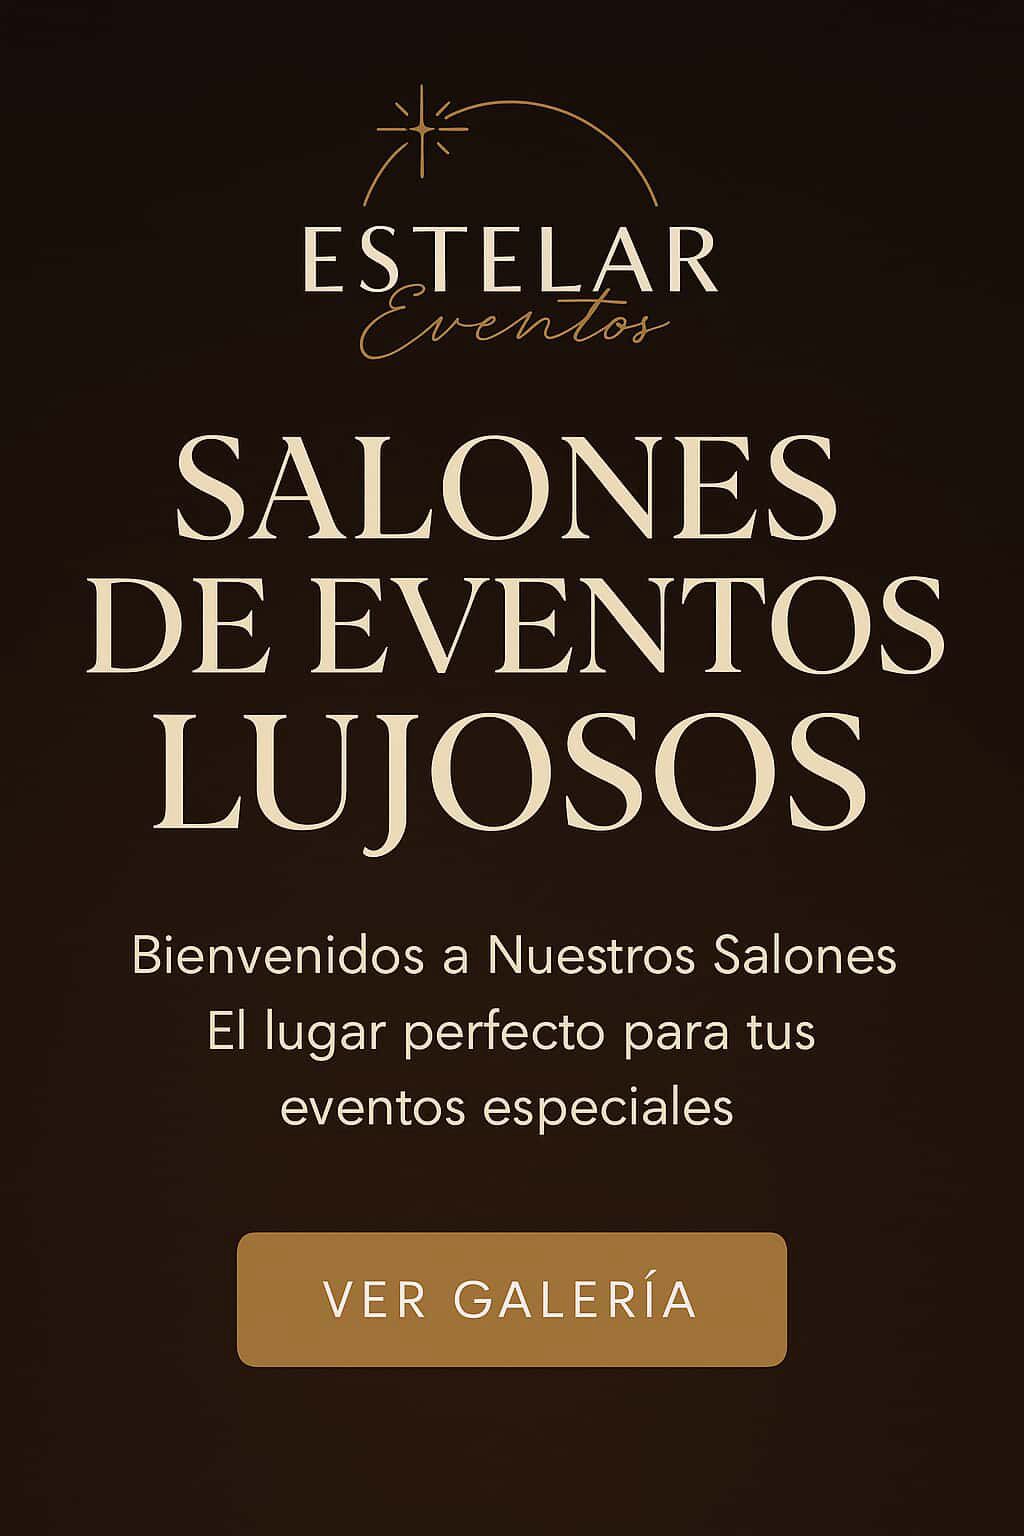 ESTELAR
Eventos
SALONES
DE EVENTOS
LUJOSOS
Bienvenidos a Nuestros Salones
El lugar perfecto para tus
eventos especiales
VER GALERÍA